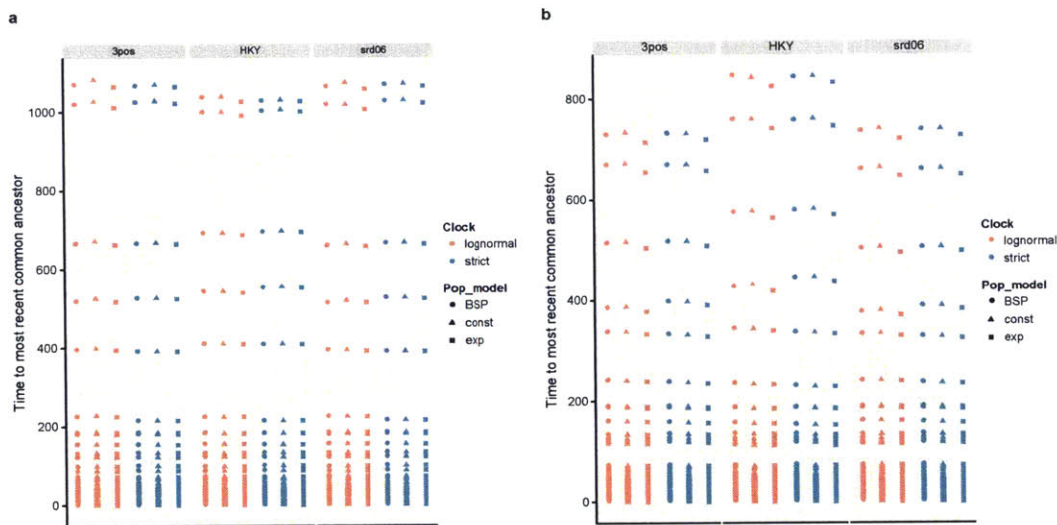 a
3pos HKY srd06
Time to most recent common ancestor
1000
800
600
400
200
0
Clock
lognormal
strict
Pop_model
BSP
const
exp
b
3pos HKY srd06
Time to most recent common ancestor
800
600
400
200
0
Clock
lognormal
strict
Pop_model
BSP
const
exp